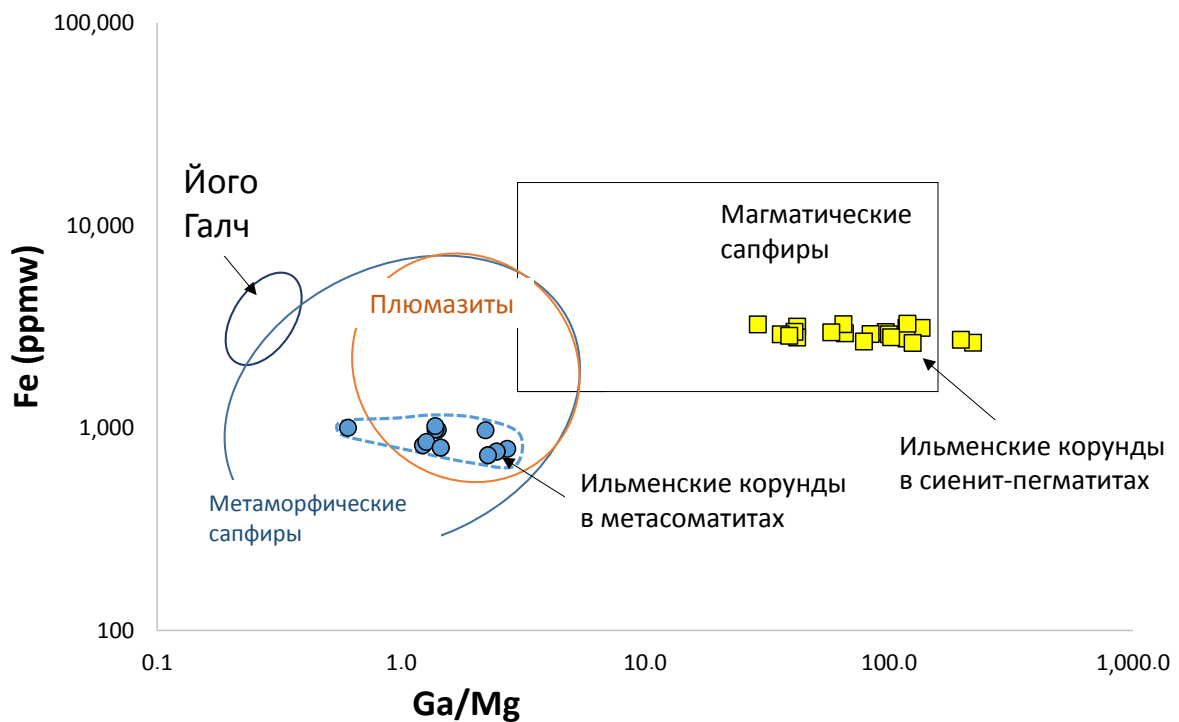 100,000
10,000
1,000
100
Fe (ppmw)
Його
Галч
Магматические
сапфиры
Плюмазиты
Ильменские корунды
в сиенит-пегматитах
Ильменские корунды
в метасоматитах
Метаморфические
сапфиры
0.1
1.0
10.0
100.0
1,000.0
Ga/Mg